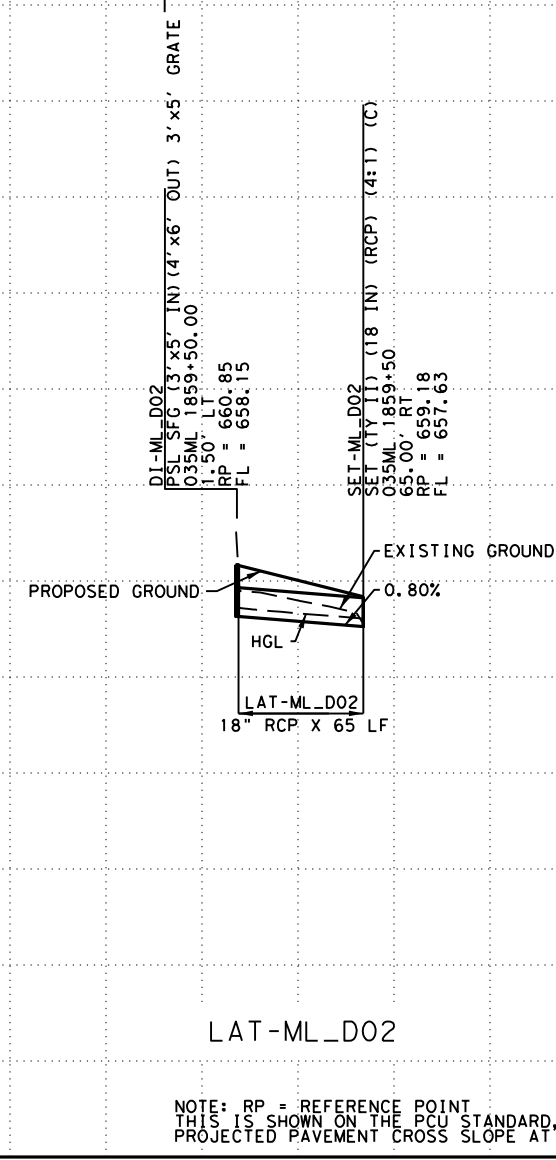 DI-ML_D02
PSL SFG (3'x5' IN)(4'x6' OUT) 3'x5' GRATE
035ML 1859+50.00
1.50' LT
RP = 660.85
FL = 658.15
SET-ML_D02
SET (TY II) (18 IN) (RCP) (4:1) (C)
035ML 1859+50
65.00' RT
RP = 659.18
FL = 657.63
EXISTING GROUND
PROPOSED GROUND
0.80%
HGL
LAT-ML_D02
18" RCP X 65 LF
LAT-ML_D02
NOTE: RP = REFERENCE POINT
THIS IS SHOWN ON THE PCU STANDARD,
PROJECTED PAVEMENT CROSS SLOPE AT